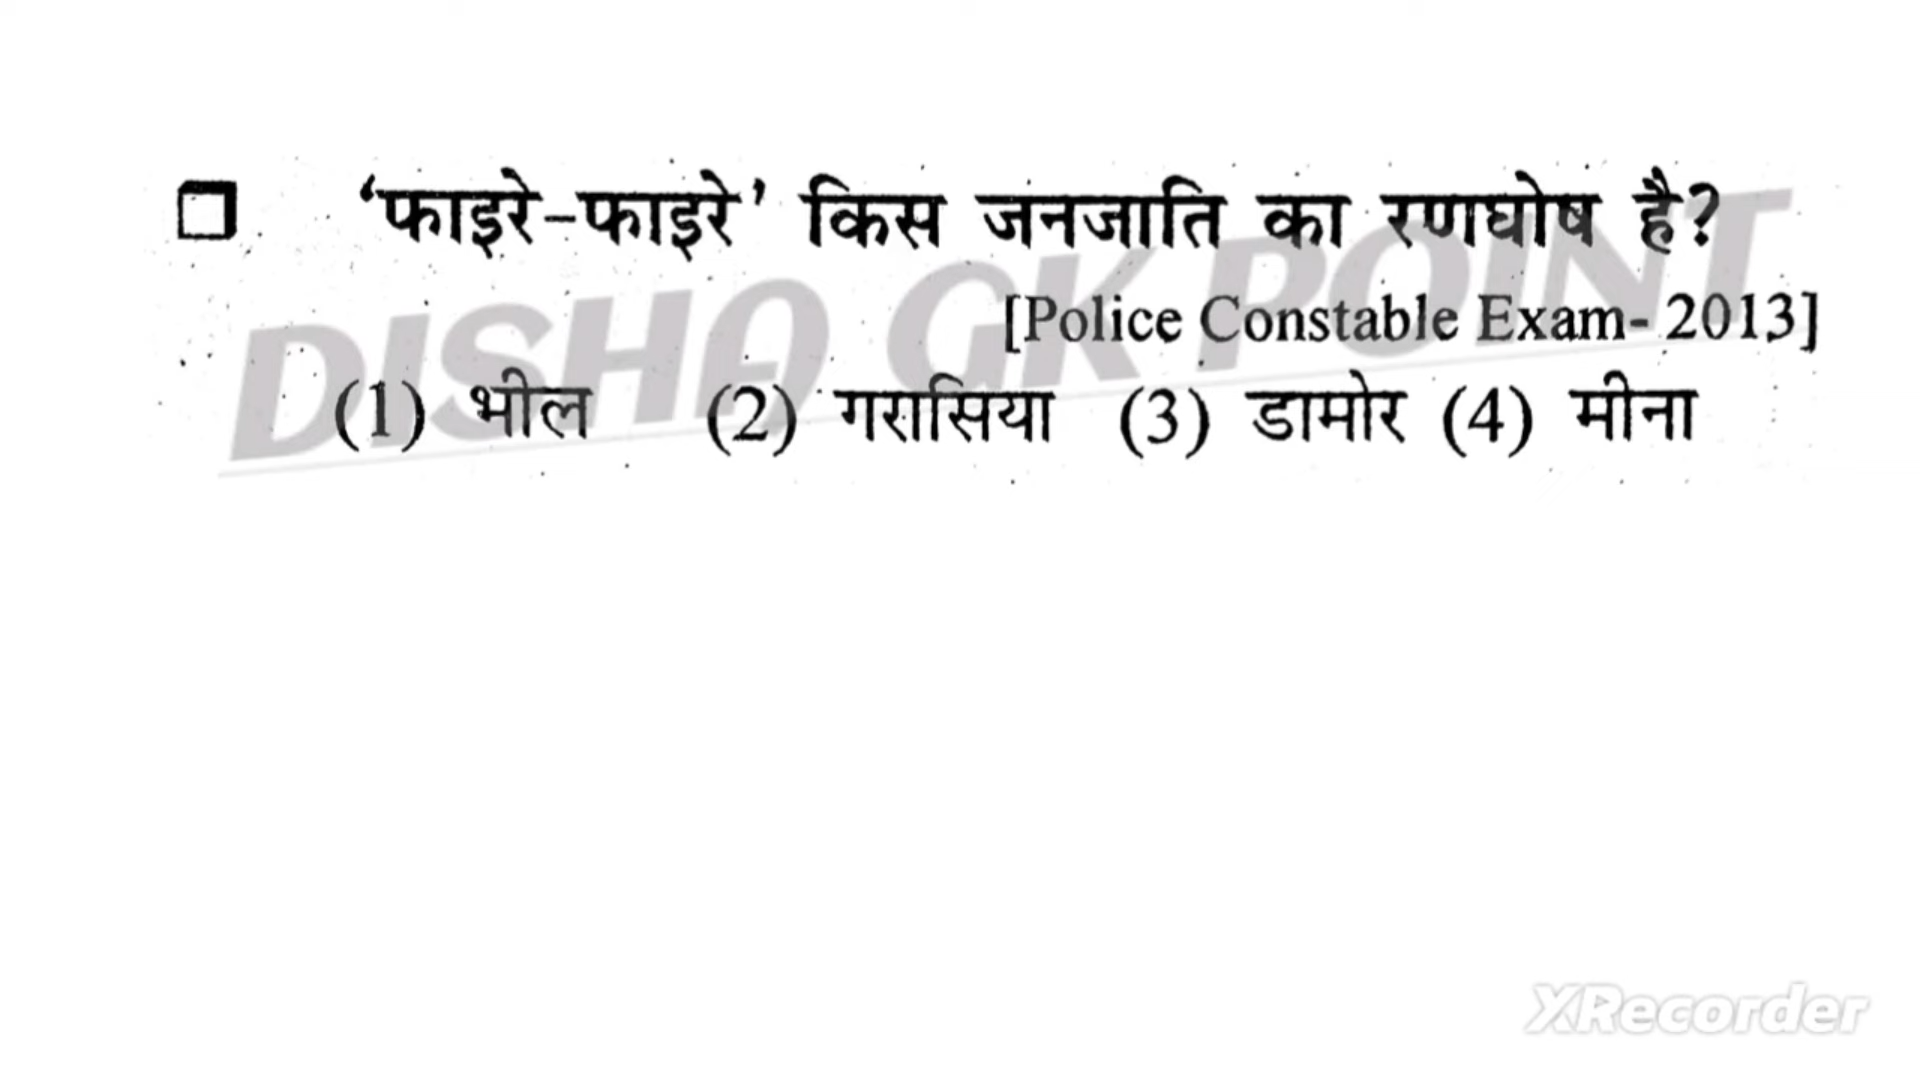 ☐ ‘फाइरे-फाइरे’ किस जनजाति का रणघोष है?
[Police Constable Exam- 2013]
(1) भील (2) गरासिया (3) डामोर (4) मीना
DISHA GK POINT
XRecorder